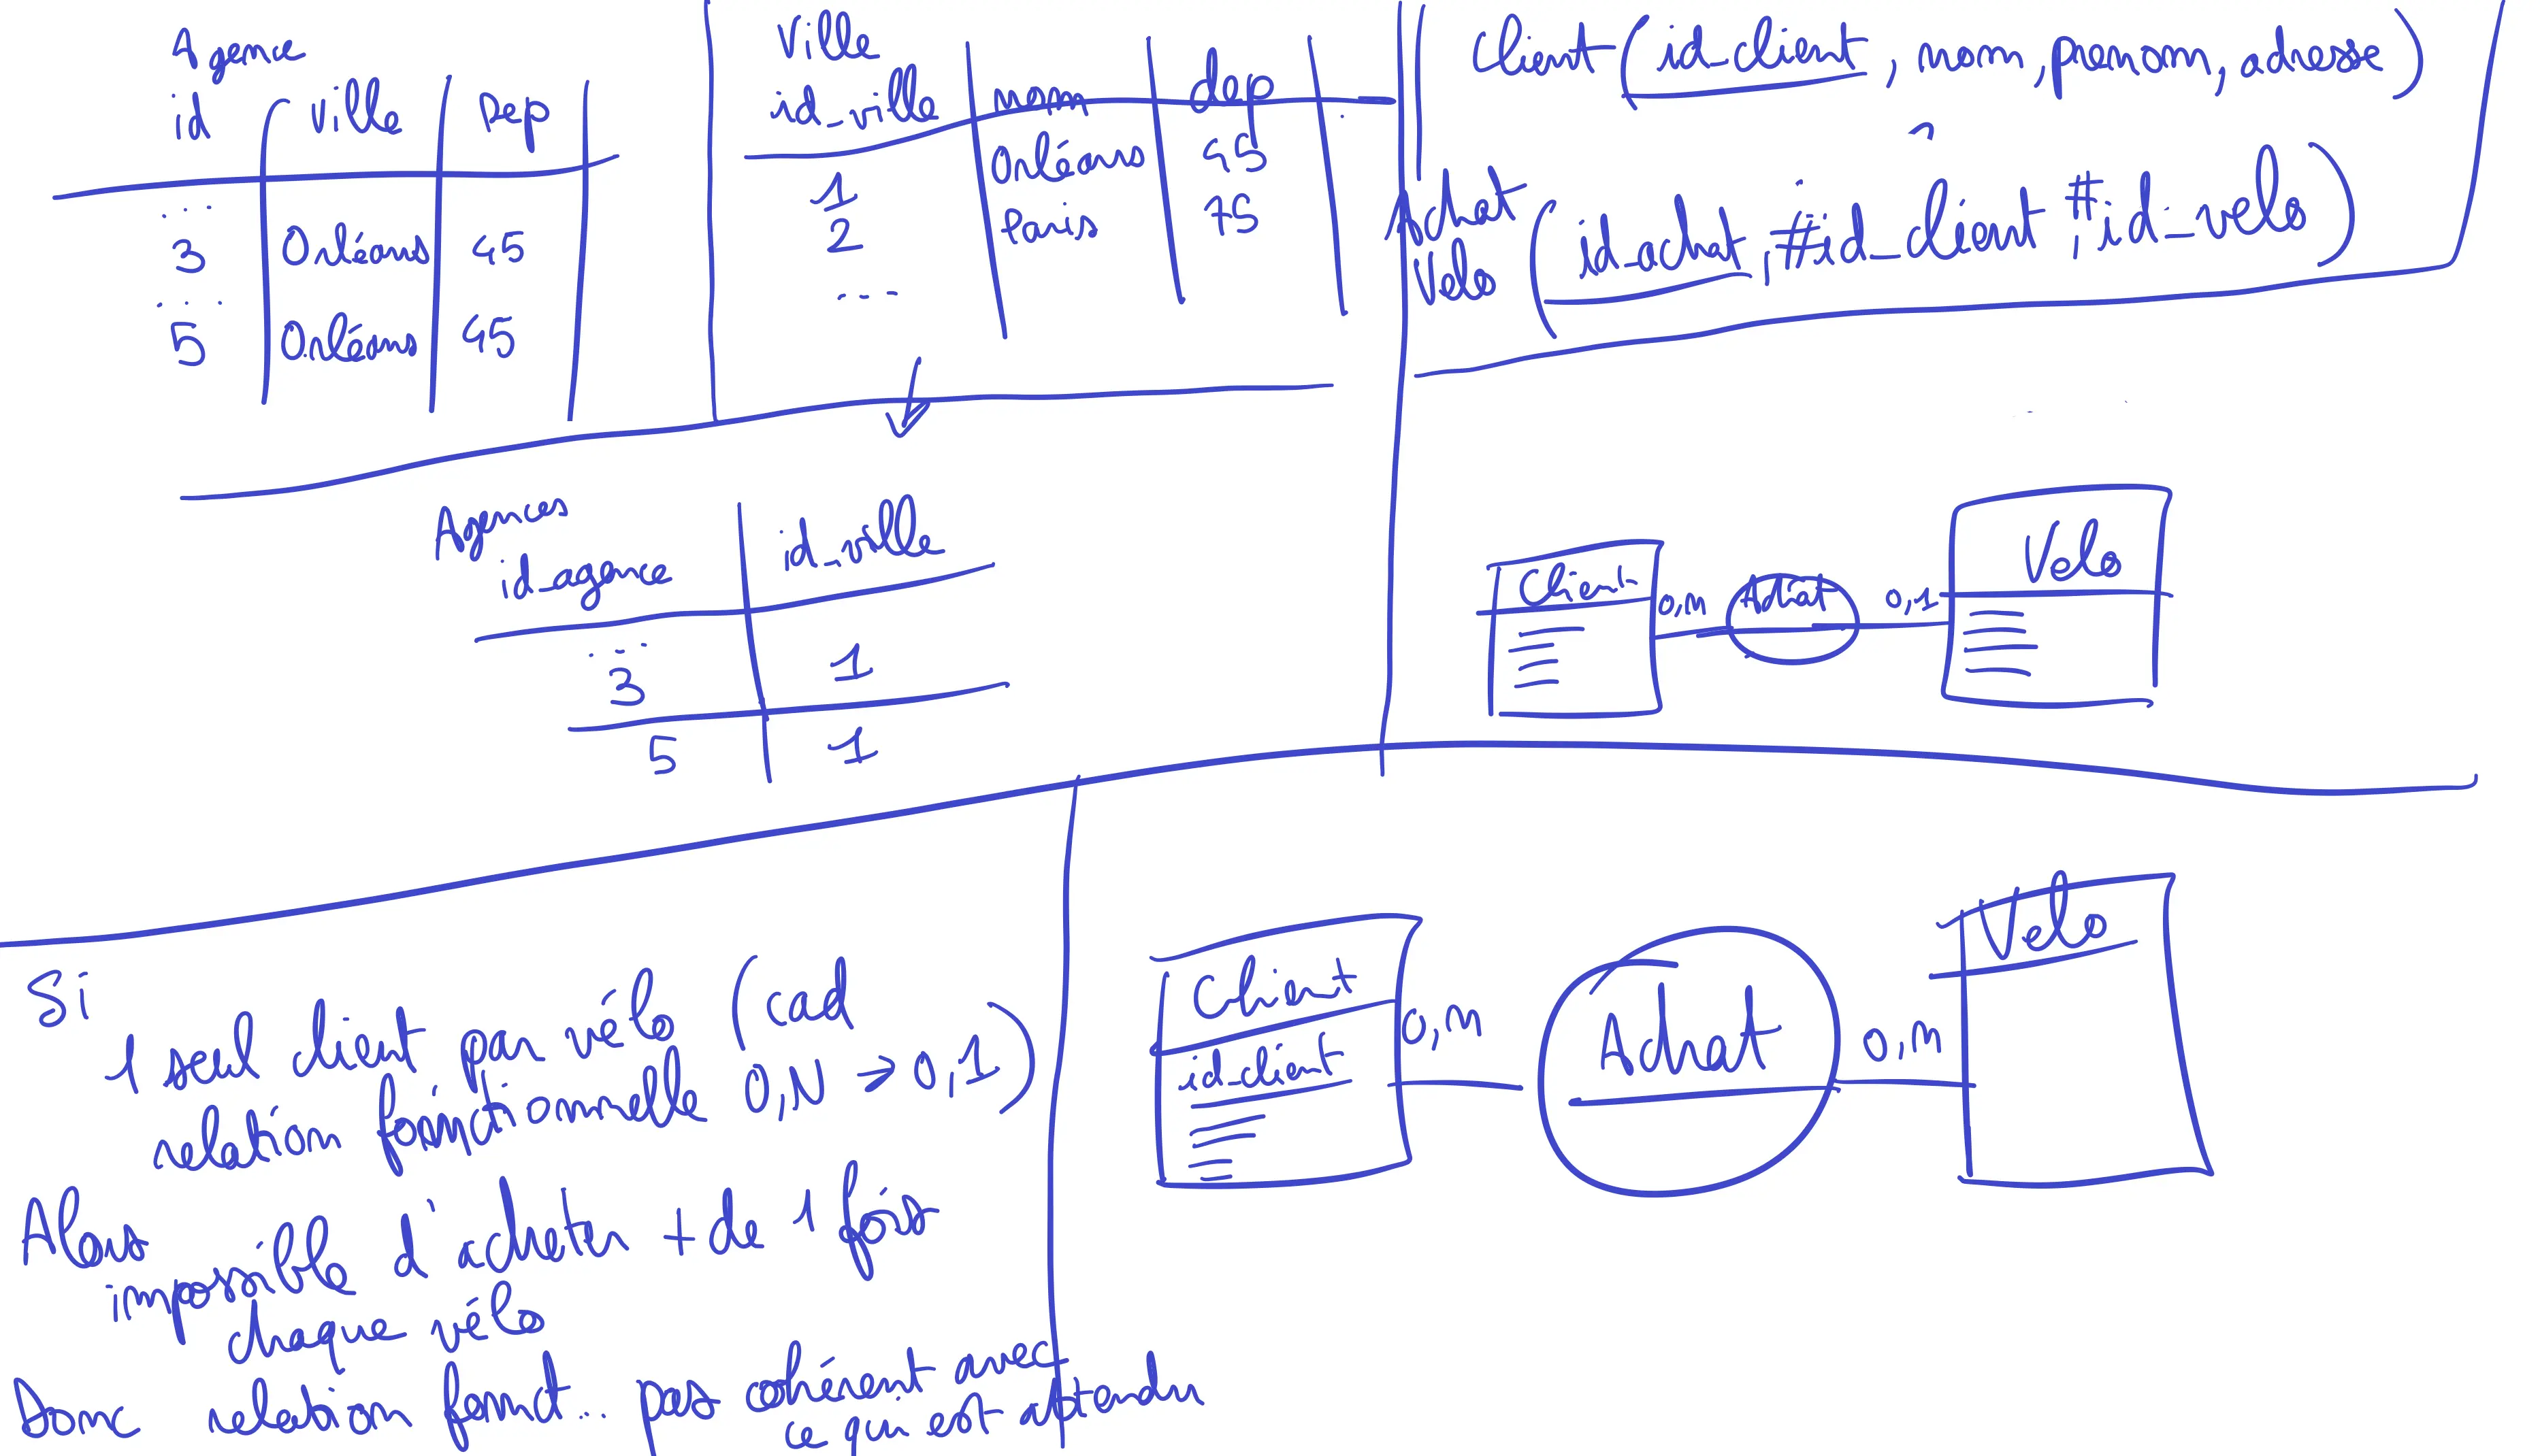 Agence
id | Ville | Dep
...
3 | Orléans | 45
...
5 | Orléans | 45
Ville
id_ville | nom | dep
1 | Orléans | 45
2 | Paris | 75
...
Client (id_client, nom, prenom, adresse)
Achat
Velo (id_achat, #id_client, #id_velo)
Agences
id_agence | id_ville
...
3 | 1
5 | 1
Client 0,n Achat 0,1 Velo
Si
1 seul client par vélo (cad
relation fonctionnelle 0,N → 0,1)
Alors
impossible d'acheter + de 1 fois
chaque vélo
Donc relation fonct... pas cohérent avec
ce qui est attendu
Client 0,n Achat 0,n Velo
id_client